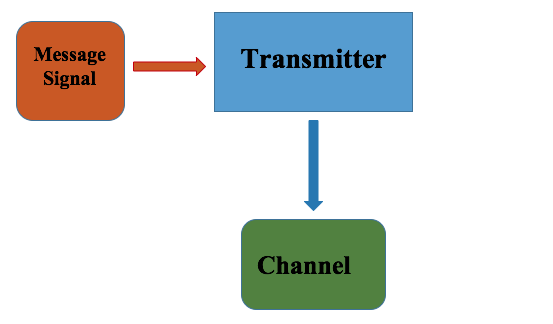 Message
Signal
Transmitter
Channel